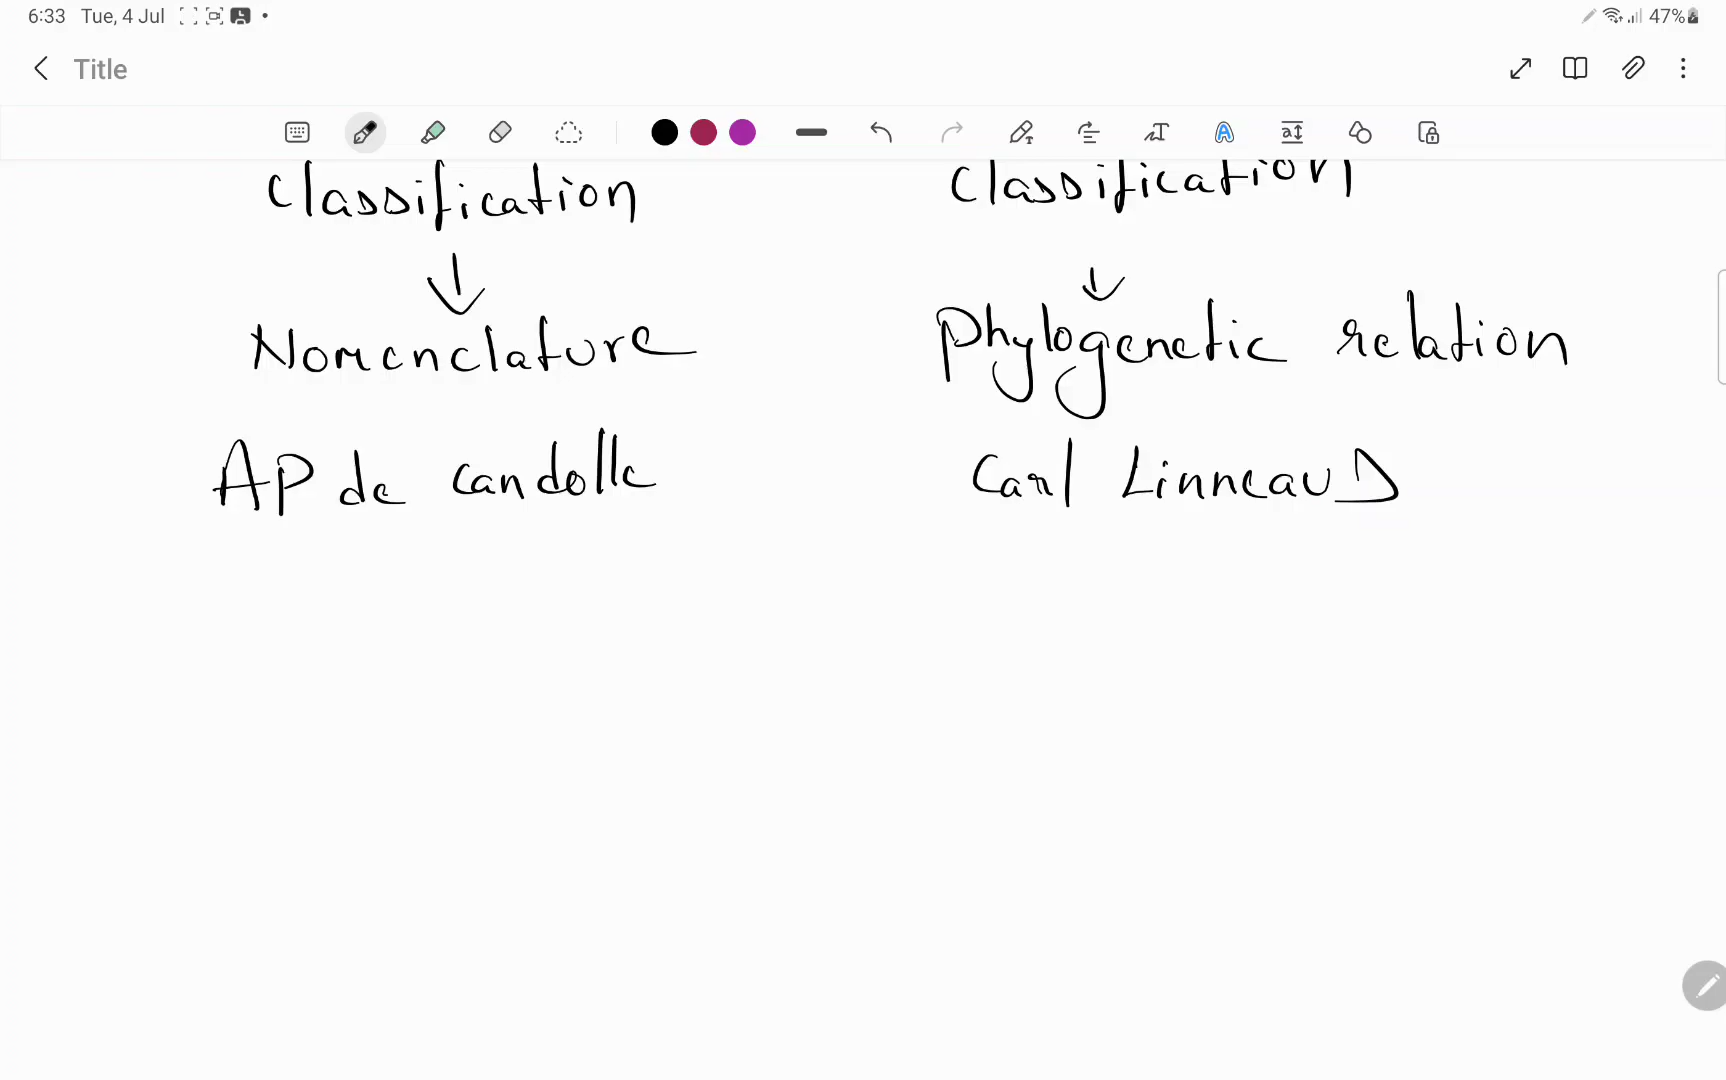 6:33 Tue, 4 Jul 47%
Title
Classification Classification
Nomenclature Phylogenetic relation
AP de candolle Carl Linneaus